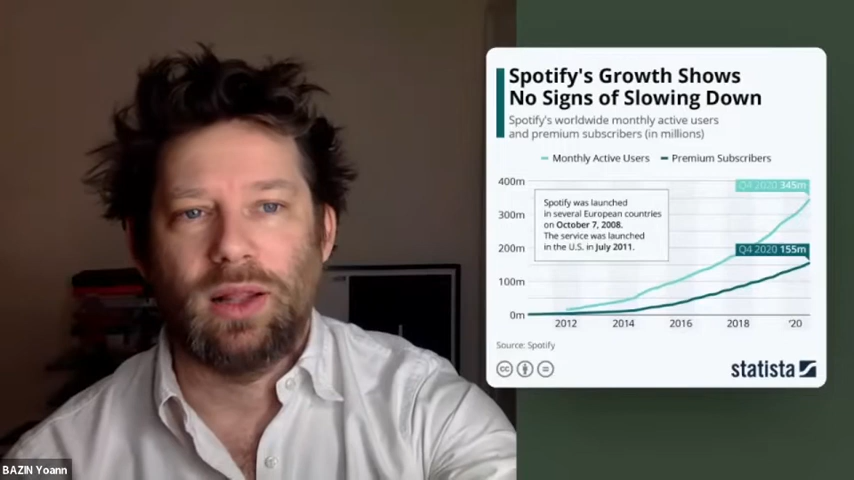 Spotify's Growth Shows
No Signs of Slowing Down
Spotify's worldwide monthly active users
and premium subscribers (in millions)
Monthly Active Users Premium Subscribers
400m
300m
200m
100m
0m
Q4 2020 345m
Spotify was launched
in several European countries
on October 7, 2008.
The service was launched
in the U.S. in July 2011.
Q4 2020 155m
2012 2014 2016 2018 '20
Source: Spotify
cc
statista
BAZIN Yoann